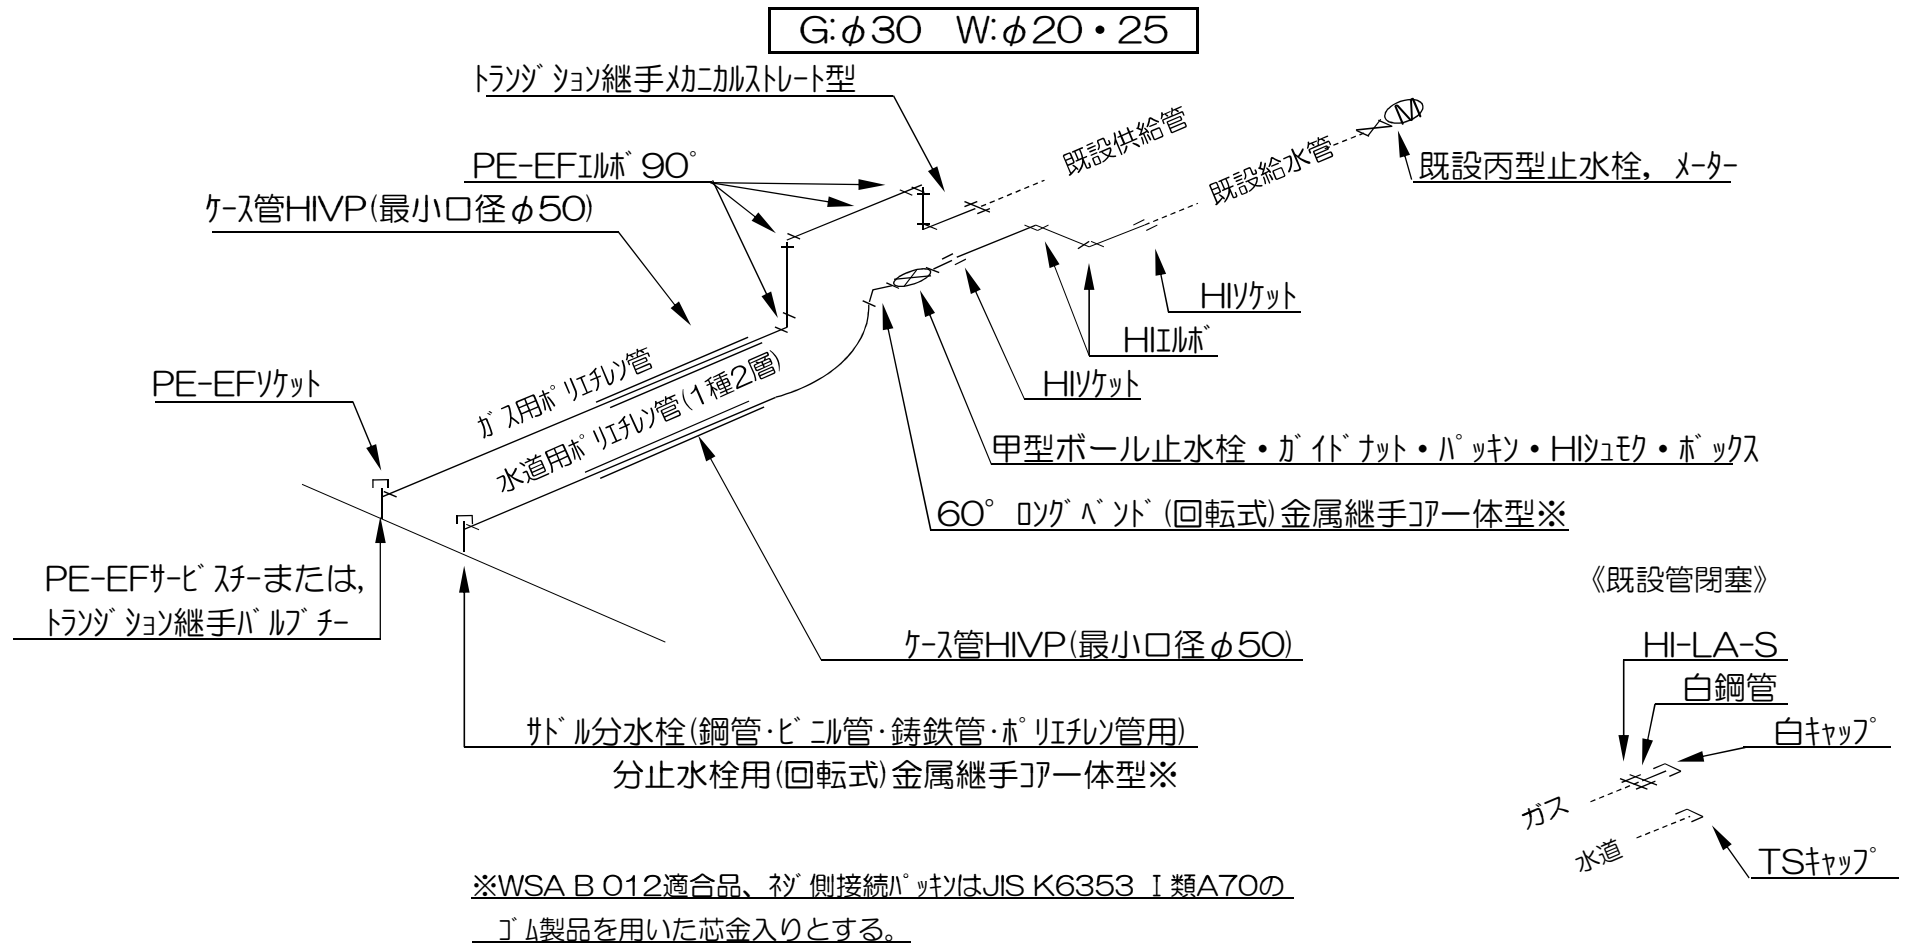 G:φ30　W:φ20・25
ﾄﾗﾝｼﾞｼｮﾝ継手ﾒｶﾆｶﾙｽﾄﾚｰﾄ型
既設供給管
M
PE-EFｴﾙﾎﾞ90°
既設給水管
既設丙型止水栓，ﾒｰﾀｰ
ｹｰｽ管HIVP(最小口径φ50)
HIｿｹｯﾄ
HIｴﾙﾎﾞ
PE-EFｿｹｯﾄ
ｶﾞｽ用ﾎﾟﾘｴﾁﾚﾝ管
HIｿｹｯﾄ
水道用ﾎﾟﾘｴﾁﾚﾝ管(1種2層)
甲型ボール止水栓・ｶﾞｲﾄﾞﾅｯﾄ・ﾊﾟｯｷﾝ・HIｼｭﾓｸ・ﾎﾞｯｸｽ
60°ﾛﾝｸﾞﾍﾞﾝﾄﾞ(回転式)金属継手ｺｱ一体型※
PE-EFｻｰﾋﾞｽﾁｰまたは,
ﾄﾗﾝｼﾞｼｮﾝ継手ﾊﾞﾙﾌﾞﾁｰ
ｹｰｽ管HIVP(最小口径φ50)
ｻﾄﾞﾙ分水栓(鋼管･ﾋﾞﾆﾙ管･鋳鉄管･ﾎﾟﾘｴﾁﾚﾝ管用)
分止水栓用(回転式)金属継手ｺｱ一体型※
《既設管閉塞》
HI-LA-S
白鋼管
白ｷｬｯﾌﾟ
ガス
水道
TSｷｬｯﾌﾟ
※WSA B 012適合品、ﾈｼﾞ側接続ﾊﾟｯｷﾝはJIS K6353 Ⅰ類A70の
ｺﾞﾑ製品を用いた芯金入りとする。